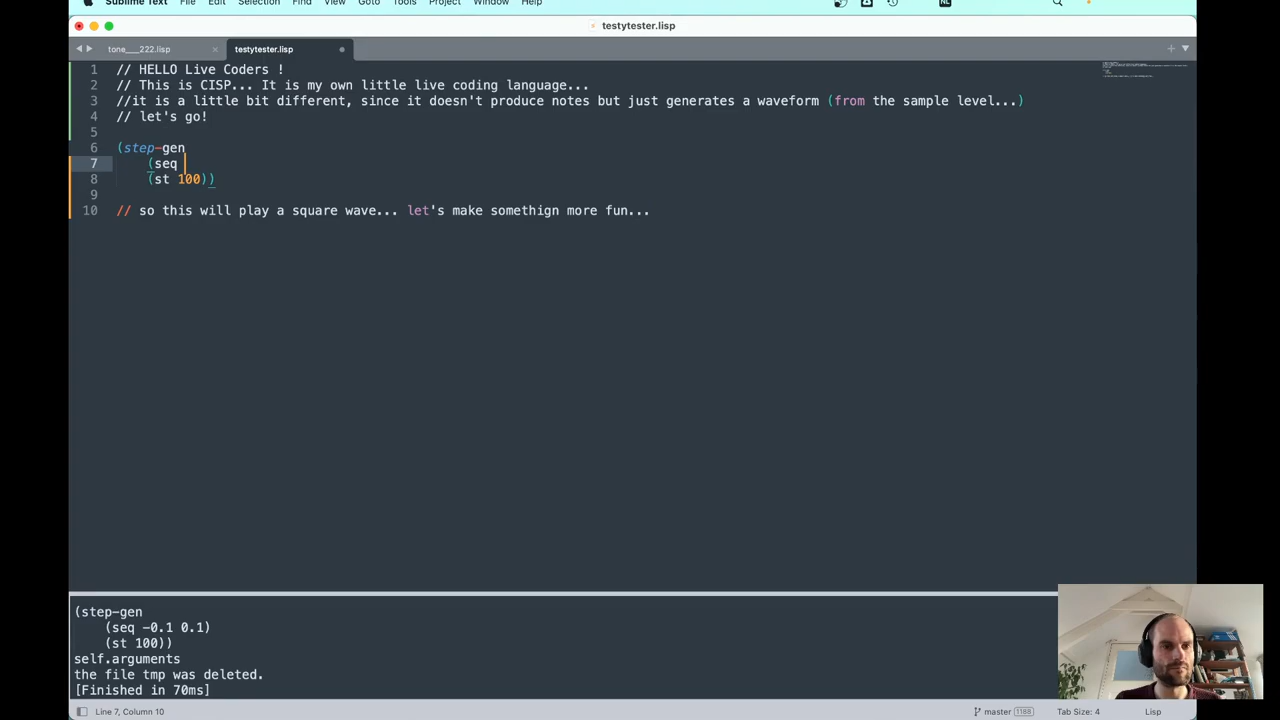 Sublime Text File Edit Selection Find View Goto Tools Project Window Help NL
testytester.lisp
tone___222.lisp × testytester.lisp
1 // HELLO Live Coders !
2 // This is CISP... It is my own little live coding language...
3 //it is a little bit different, since it doesn't produce notes but just generates a waveform (from the sample level...)
4 // let's go!
5
6 (step-gen
7 (seq
8 (st 100))
9
10 // so this will play a square wave... let's make somethign more fun...
(step-gen
(seq -0.1 0.1)
(st 100))
self.arguments
the file tmp was deleted.
[Finished in 70ms]
Line 7, Column 10 master 1188 Tab Size: 4 Lisp